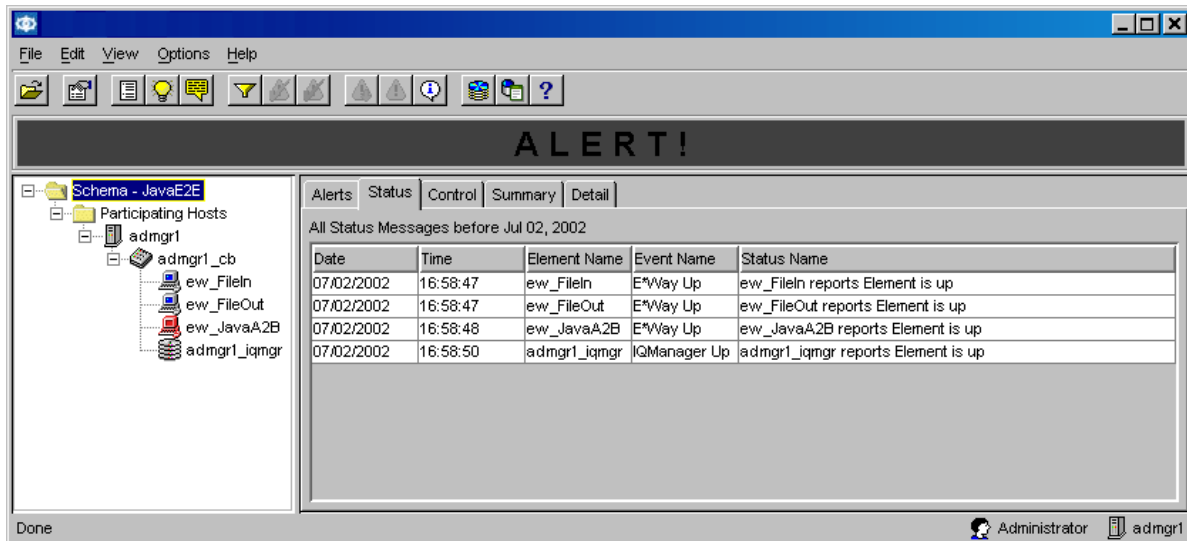 File Edit View Options Help
ALERT!
Schema - JavaE2E
Participating Hosts
admgr1
admgr1_cb
ew_FileIn
ew_FileOut
ew_JavaA2B
admgr1_iqmgr
Alerts Status Control Summary Detail
All Status Messages before Jul 02, 2002
Date Time Element Name Event Name Status Name
07/02/2002 16:58:47 ew_FileIn E*Way Up ew_FileIn reports Element is up
07/02/2002 16:58:47 ew_FileOut E*Way Up ew_FileOut reports Element is up
07/02/2002 16:58:48 ew_JavaA2B E*Way Up ew_JavaA2B reports Element is up
07/02/2002 16:58:50 admgr1_iqmgr IQManager Up admgr1_iqmgr reports Element is up
Done Administrator admgr1